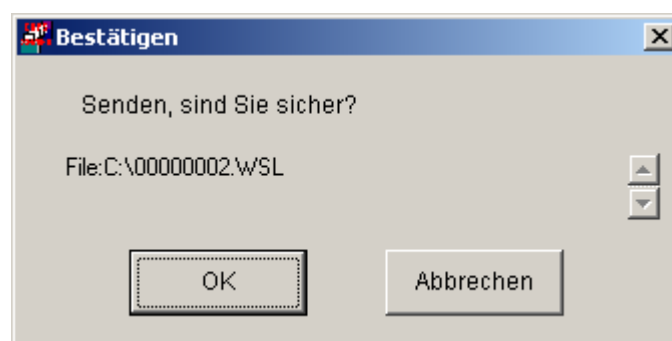 Bestätigen
Senden, sind Sie sicher?
File:C:\00000002.WSL
OK
Abbrechen